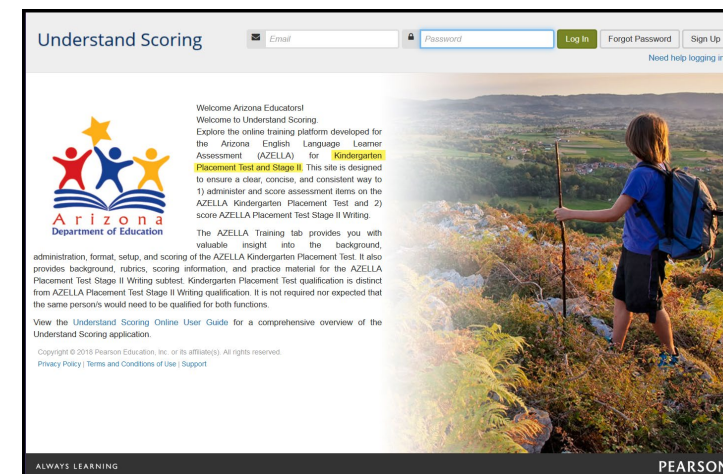 Understand Scoring
Email
Password
Log In
Forgot Password
Sign Up
Need help logging in
Arizona
Department of Education
Welcome Arizona Educators!
Welcome to Understand Scoring.
Explore the online training platform developed for
the Arizona English Language Learner
Assessment (AZELLA) for Kindergarten
Placement Test and Stage II. This site is designed
to ensure a clear, concise, and consistent way to
1) administer and score assessment items on the
AZELLA Kindergarten Placement Test and 2)
score AZELLA Placement Test Stage II Writing.
The AZELLA Training tab provides you with
valuable insight into the background,
administration, format, setup, and scoring of the AZELLA Kindergarten Placement Test. It also
provides background, rubrics, scoring information, and practice material for the AZELLA
Placement Test Stage II Writing subtest. Kindergarten Placement Test qualification is distinct
from AZELLA Placement Test Stage II Writing qualification. It is not required nor expected that
the same person/s would need to be qualified for both functions.
View the Understand Scoring Online User Guide for a comprehensive overview of the
Understand Scoring application.
Copyright © 2018 Pearson Education, Inc. or its affiliate(s). All rights reserved.
Privacy Policy | Terms and Conditions of Use | Support
ALWAYS LEARNING
PEARSON